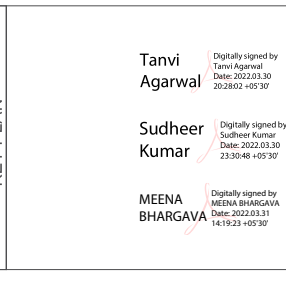 Tanvi
Agarwal
Digitally signed by
Tanvi Agarwal
Date: 2022.03.30
20:28:02 +05'30'
Sudheer
Kumar
Digitally signed by
Sudheer Kumar
Date: 2022.03.30
23:30:48 +05'30'
MEENA
BHARGAVA
Digitally signed by
MEENA BHARGAVA
Date: 2022.03.31
14:19:23 +05'30'